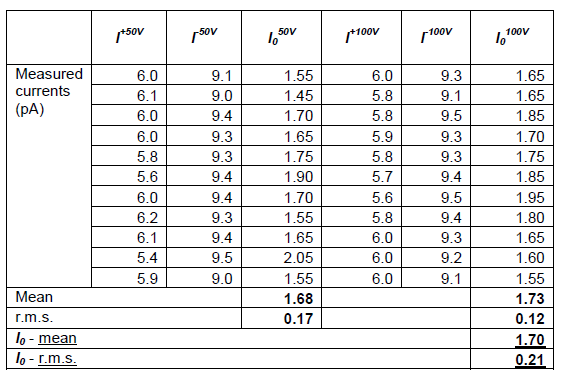 I+50V I-50V I050V I+100V I-100V I0100V
Measured currents (pA) 6.0 9.1 1.55 6.0 9.3 1.65
6.1 9.0 1.45 5.8 9.1 1.65
6.0 9.4 1.70 5.8 9.5 1.85
6.0 9.3 1.65 5.9 9.3 1.70
5.8 9.3 1.75 5.8 9.3 1.75
5.6 9.4 1.90 5.7 9.4 1.85
6.0 9.4 1.70 5.6 9.5 1.95
6.2 9.3 1.55 5.8 9.4 1.80
6.1 9.4 1.65 6.0 9.3 1.65
5.4 9.5 2.05 6.0 9.2 1.60
5.9 9.0 1.55 6.0 9.1 1.55
Mean 1.68 1.73
r.m.s. 0.17 0.12
I0 - mean 1.70
I0 - r.m.s. 0.21